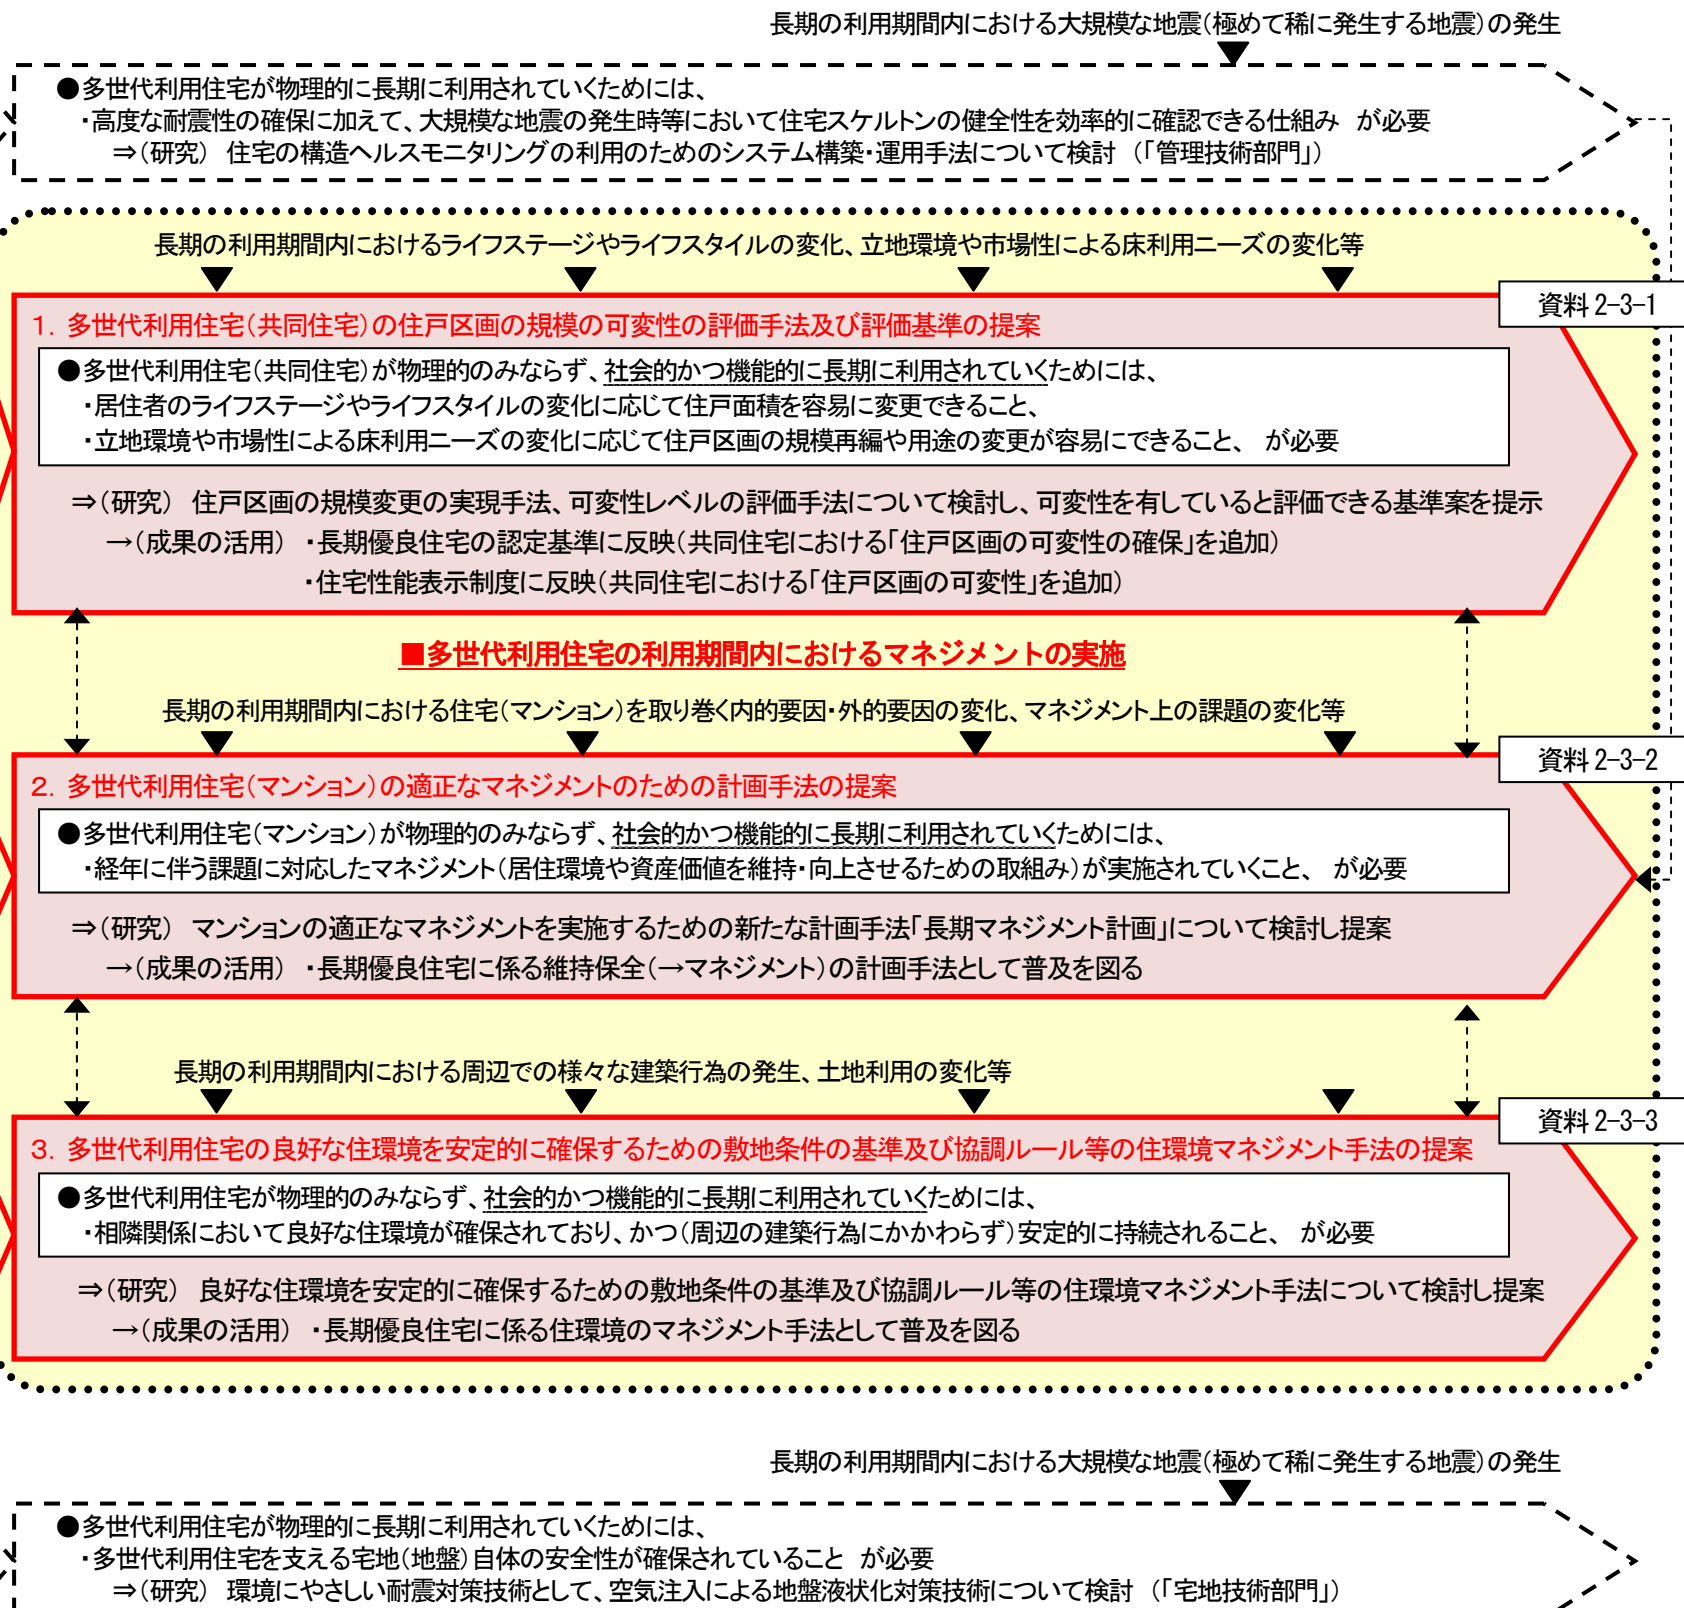 長期の利用期間内における大規模な地震(極めて稀に発生する地震)の発生
●多世代利用住宅が物理的に長期に利用されていくためには、
・高度な耐震性の確保に加えて、大規模な地震の発生時等において住宅スケルトンの健全性を効率的に確認できる仕組み が必要
⇒(研究) 住宅の構造ヘルスモニタリングの利用のためのシステム構築・運用手法について検討 (「管理技術部門」)
長期の利用期間内におけるライフステージやライフスタイルの変化、立地環境や市場性による床利用ニーズの変化等
資料 2-3-1
1. 多世代利用住宅(共同住宅)の住戸区画の規模の可変性の評価手法及び評価基準の提案
●多世代利用住宅(共同住宅)が物理的のみならず、社会的かつ機能的に長期に利用されていくためには、
・居住者のライフステージやライフスタイルの変化に応じて住戸面積を容易に変更できること、
・立地環境や市場性による床利用ニーズの変化に応じて住戸区画の規模再編や用途の変更が容易にできること、 が必要
⇒(研究) 住戸区画の規模変更の実現手法、可変性レベルの評価手法について検討し、可変性を有していると評価できる基準案を提示
→(成果の活用) ・長期優良住宅の認定基準に反映(共同住宅における「住戸区画の可変性の確保」を追加)
・住宅性能表示制度に反映(共同住宅における「住戸区画の可変性」を追加)
■多世代利用住宅の利用期間内におけるマネジメントの実施
長期の利用期間内における住宅(マンション)を取り巻く内的要因・外的要因の変化、マネジメント上の課題の変化等
資料 2-3-2
2. 多世代利用住宅(マンション)の適正なマネジメントのための計画手法の提案
●多世代利用住宅(マンション)が物理的のみならず、社会的かつ機能的に長期に利用されていくためには、
・経年に伴う課題に対応したマネジメント(居住環境や資産価値を維持・向上させるための取組み)が実施されていくこと、 が必要
⇒(研究) マンションの適正なマネジメントを実施するための新たな計画手法「長期マネジメント計画」について検討し提案
→(成果の活用) ・長期優良住宅に係る維持保全(→マネジメント)の計画手法として普及を図る
長期の利用期間内における周辺での様々な建築行為の発生、土地利用の変化等
資料 2-3-3
3. 多世代利用住宅の良好な住環境を安定的に確保するための敷地条件の基準及び協調ルール等の住環境マネジメント手法の提案
●多世代利用住宅が物理的のみならず、社会的かつ機能的に長期に利用されていくためには、
・相隣関係において良好な住環境が確保されており、かつ(周辺の建築行為にかかわらず)安定的に持続されること、 が必要
⇒(研究) 良好な住環境を安定的に確保するための敷地条件の基準及び協調ルール等の住環境マネジメント手法について検討し提案
→(成果の活用) ・長期優良住宅に係る住環境のマネジメント手法として普及を図る
長期の利用期間内における大規模な地震(極めて稀に発生する地震)の発生
●多世代利用住宅が物理的に長期に利用されていくためには、
・多世代利用住宅を支える宅地(地盤)自体の安全性が確保されていること が必要
⇒(研究) 環境にやさしい耐震対策技術として、空気注入による地盤液状化対策技術について検討 (「宅地技術部門」)